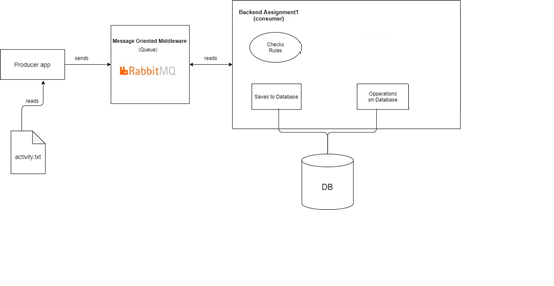 Backend Assignment1
(consumer)
Message Oriented Middleware
(Queue)
RabbitMQ
Producer app
sends
reads
Checks
Rules
Saves to Database
Opperations
on Database
reads
activity.txt
DB